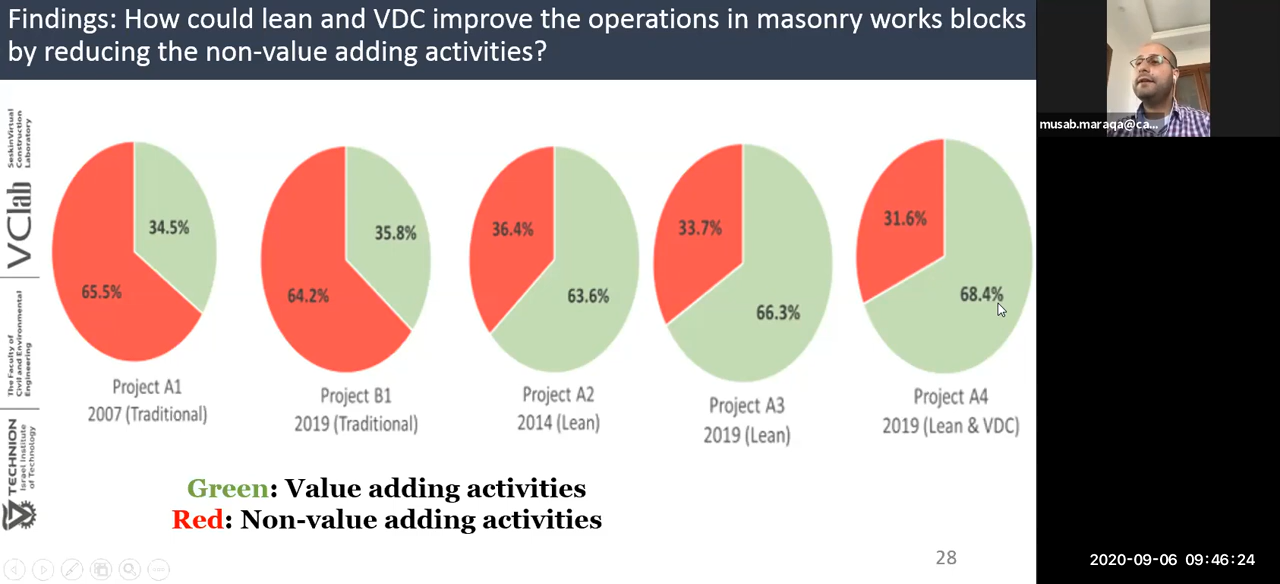 Findings: How could lean and VDC improve the operations in masonry works blocks
by reducing the non-value adding activities?
musab.maraqa@ca...
Seskin Virtual
Construction
Laboratory
VClab
The Faculty of
Civil and Environmental
Engineering
TECHNION
Israel Institute
of Technology
34.5%
65.5%
Project A1
2007 (Traditional)
35.8%
64.2%
Project B1
2019 (Traditional)
36.4%
63.6%
Project A2
2014 (Lean)
33.7%
66.3%
Project A3
2019 (Lean)
31.6%
68.4%
Project A4
2019 (Lean & VDC)
Green: Value adding activities
Red: Non-value adding activities
28
2020-09-06 09:46:24